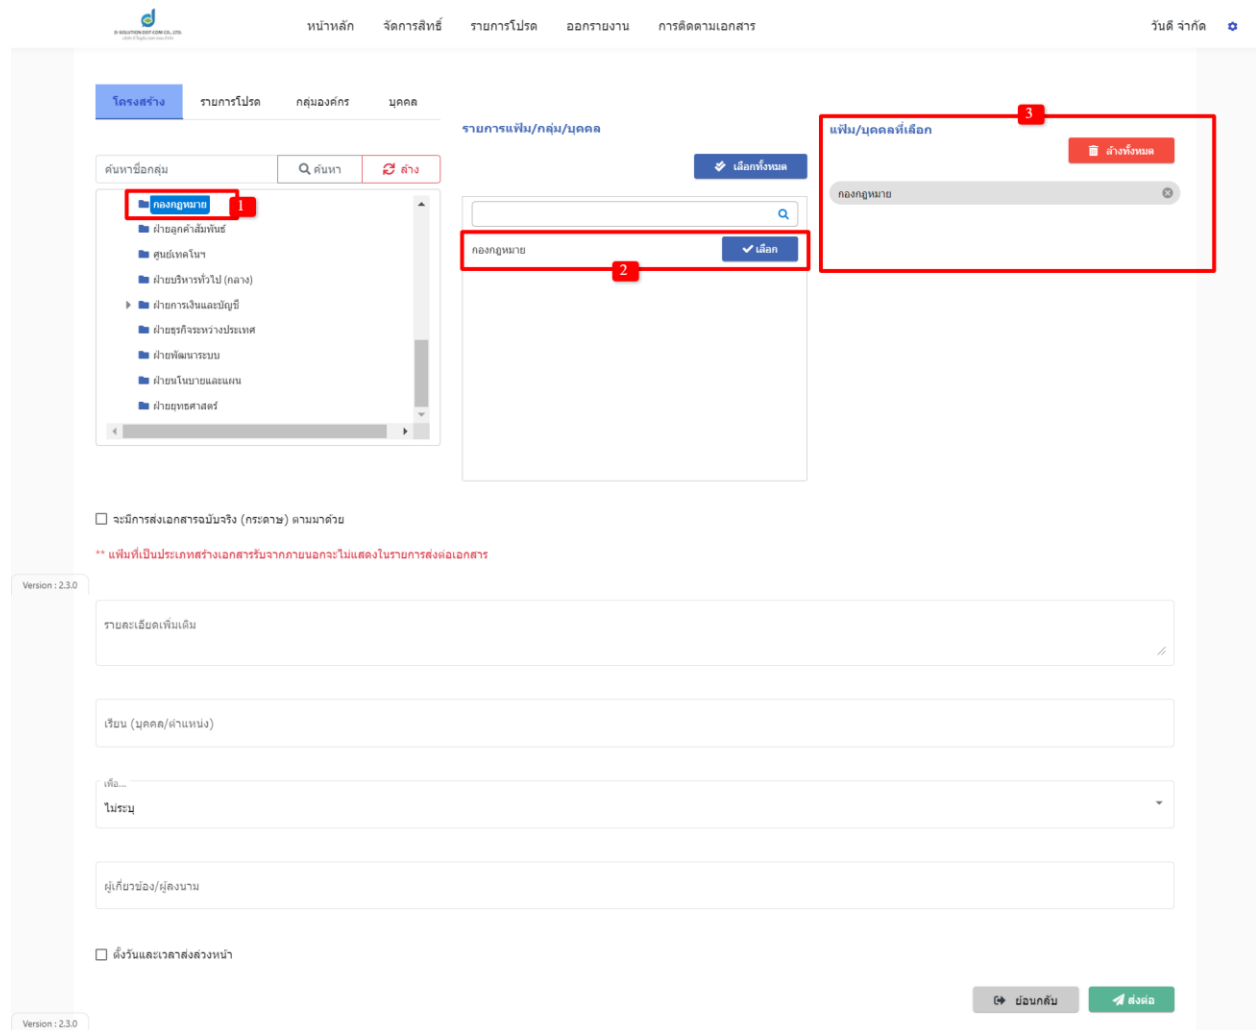 D-SOLUTION DOT COM CO., LTD.
หน้าหลัก จัดการสิทธิ์ รายการโปรด ออกรายงาน การติดตามเอกสาร วันดี จำกัด
โครงสร้าง รายการโปรด กลุ่มองค์กร บุคคล
รายการแฟ้ม/กลุ่ม/บุคคล
แฟ้ม/บุคคลที่เลือก
3
ล้างทั้งหมด
ค้นหาชื่อกลุ่ม ค้นหา ล้าง
เลือกทั้งหมด
กองกฎหมาย 1
กองกฎหมาย
ฝ่ายลูกค้าสัมพันธ์
กองกฎหมาย เลือก
2
ศูนย์เทคโนฯ
ฝ่ายบริหารทั่วไป (กลาง)
ฝ่ายการเงินและบัญชี
ฝ่ายธุรกิจระหว่างประเทศ
ฝ่ายพัฒนาระบบ
ฝ่ายนโนบายและแผน
ฝ่ายยุทธศาสตร์
จะมีการส่งเอกสารฉบับจริง (กระดาษ) ตามมาด้วย
** แฟ้มที่เป็นประเภทสร้างเอกสารรับจากภายนอกจะไม่แสดงในรายการส่งต่อเอกสาร
Version : 2.3.0
รายละเอียดเพิ่มเติม
เรียน (บุคคล/ตำแหน่ง)
เพื่อ...
ไม่ระบุ
ผู้เกี่ยวข้อง/ผู้ลงนาม
ตั้งวันและเวลาส่งล่วงหน้า
ย้อนกลับ ส่งต่อ
Version : 2.3.0